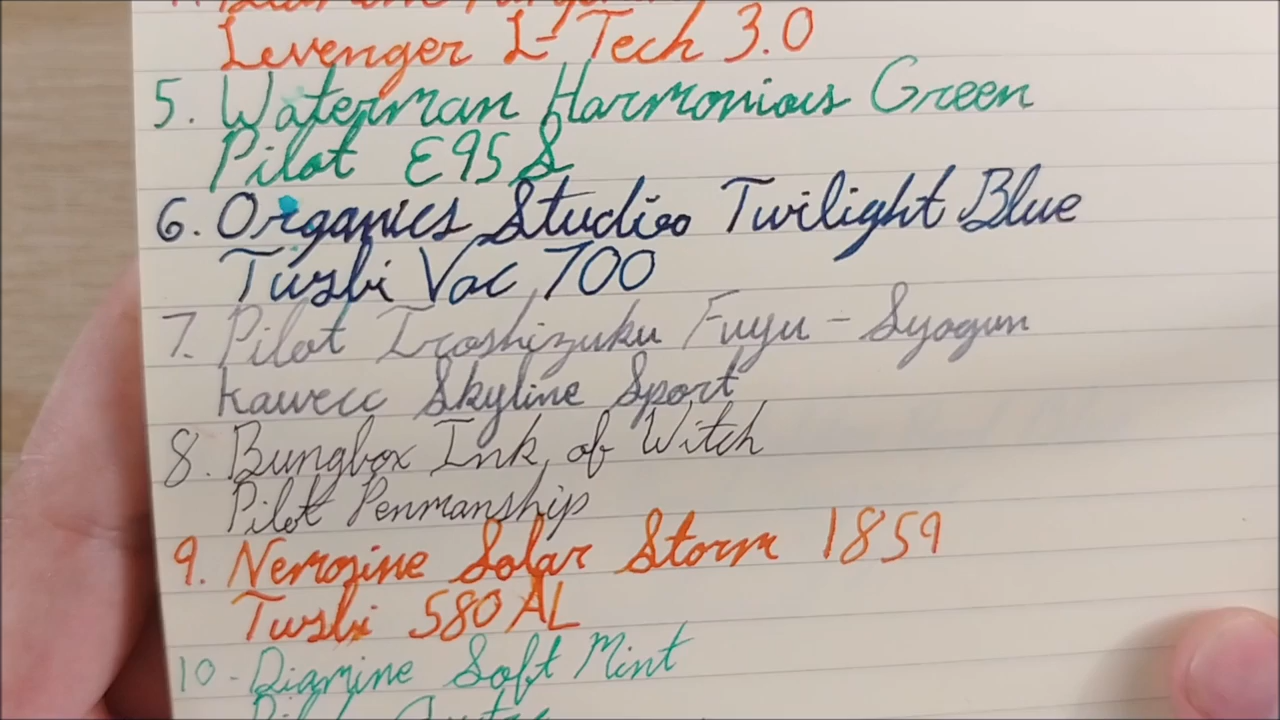 Levenger L-Tech 3.0
5. Waterman Harmonious Green
Pilot E95S
6. Organics Studio Twilight Blue
Twsbi Vac 700
7. Pilot Iroshizuku Fuyu-Syogun
Kaweco Skyline Sport
8. Bungbox Ink of Witch
Pilot Penmanship
9. Nemosine Solar Storm 1859
Twsbi 580 AL
10. Diamine Soft Mint